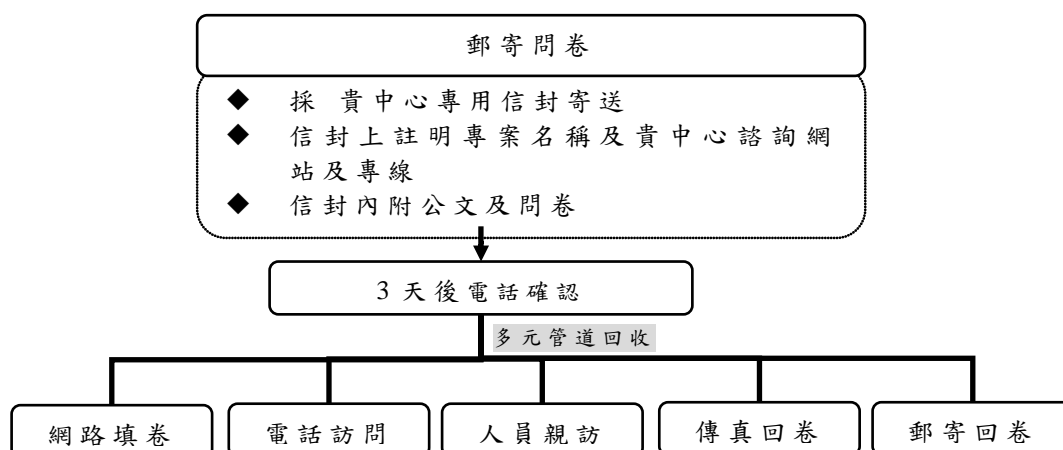 郵寄問卷
◆ 採 貴中心專用信封寄送
◆ 信封上註明專案名稱及貴中心諮詢網
站及專線
◆ 信封內附公文及問卷
3天後電話確認
多元管道回收
網路填卷 電話訪問 人員親訪 傳真回卷 郵寄回卷